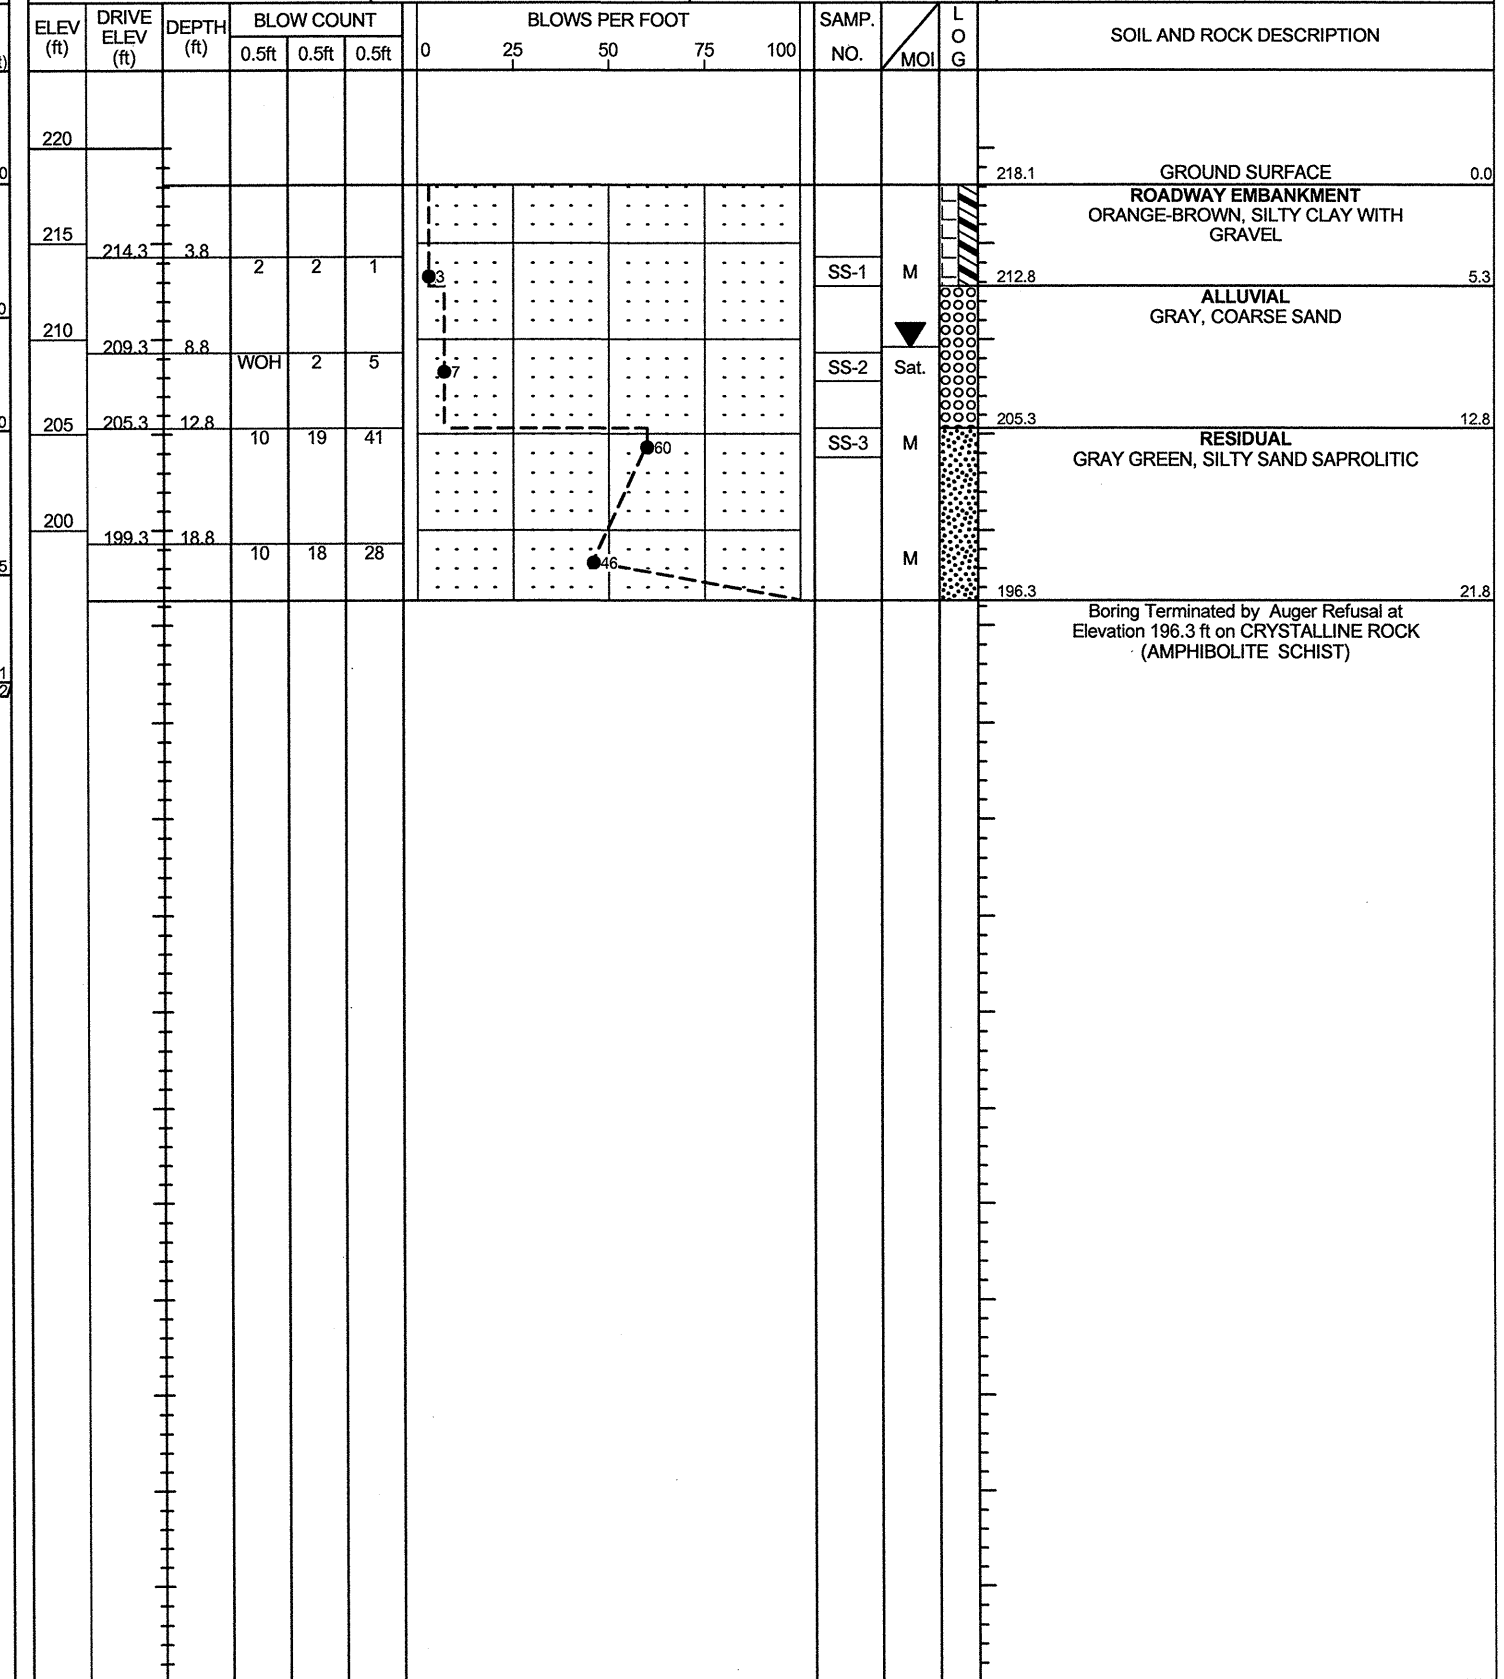 ELEV (ft) DRIVE ELEV (ft) DEPTH (ft) BLOW COUNT BLOWS PER FOOT SAMP. NO. MOI L O G SOIL AND ROCK DESCRIPTION
0.5ft 0.5ft 0.5ft 0 25 50 75 100
220
218.1 GROUND SURFACE 0.0
ROADWAY EMBANKMENT
ORANGE-BROWN, SILTY CLAY WITH
GRAVEL
215
214.3 3.8
2 2 1 3 SS-1 M 212.8 5.3
ALLUVIAL
GRAY, COARSE SAND
210
209.3 8.8
WOH 2 5 7 SS-2 Sat.
205 205.3 12.8 205.3 12.8
10 19 41 60 SS-3 M RESIDUAL
GRAY GREEN, SILTY SAND SAPROLITIC
200
199.3 18.8
10 18 28 46 M
196.3 21.8
Boring Terminated by Auger Refusal at
Elevation 196.3 ft on CRYSTALLINE ROCK
(AMPHIBOLITE SCHIST)